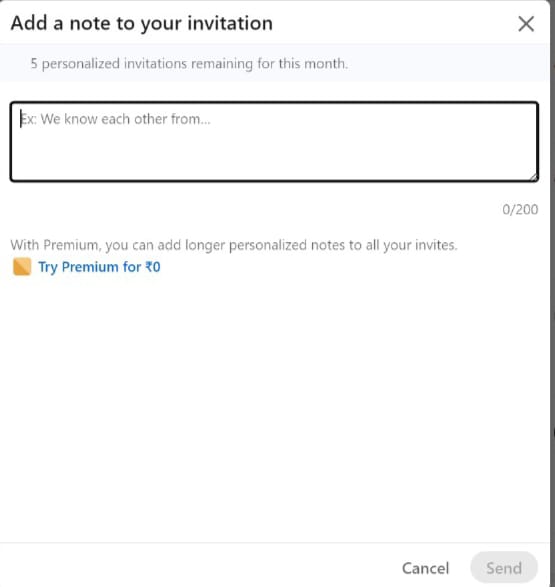 Add a note to your invitation
5 personalized invitations remaining for this month.
Ex: We know each other from...
0/200
With Premium, you can add longer personalized notes to all your invites.
Try Premium for ₹0
Cancel
Send